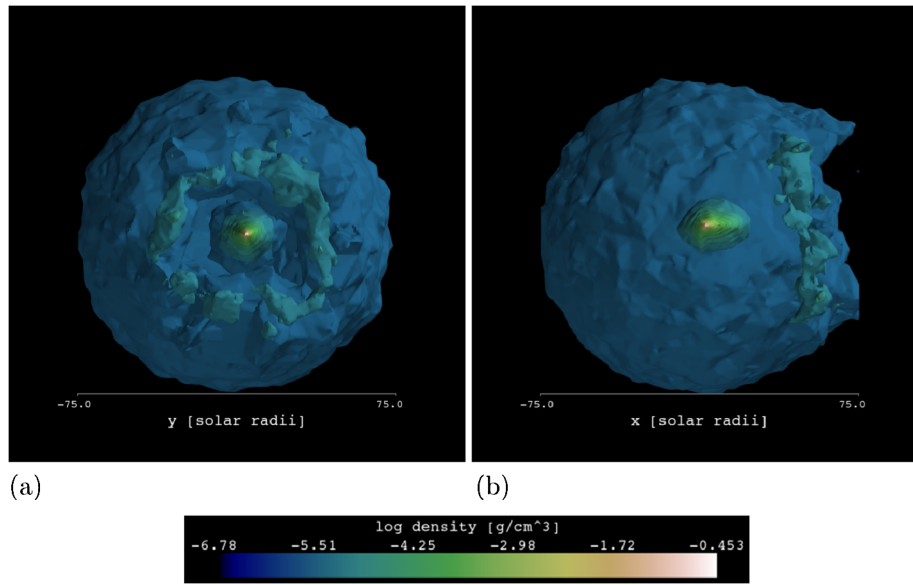 -75.0 75.0
y [solar radii]
-75.0 75.0
x [solar radii]
(a)
(b)
log density [g/cm^3]
-6.78 -5.51 -4.25 -2.98 -1.72 -0.453